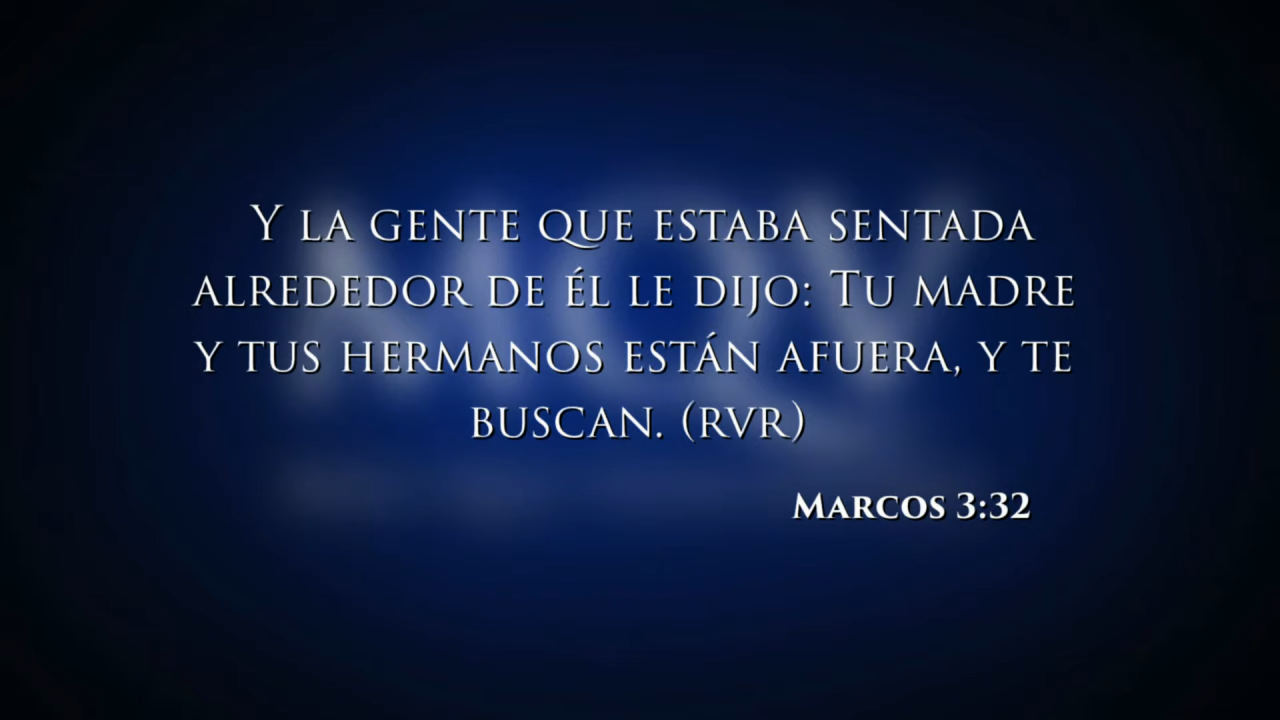 Y la gente que estaba sentada
alrededor de él le dijo: Tu madre
y tus hermanos están afuera, y te
buscan. (RVR)
Marcos 3:32